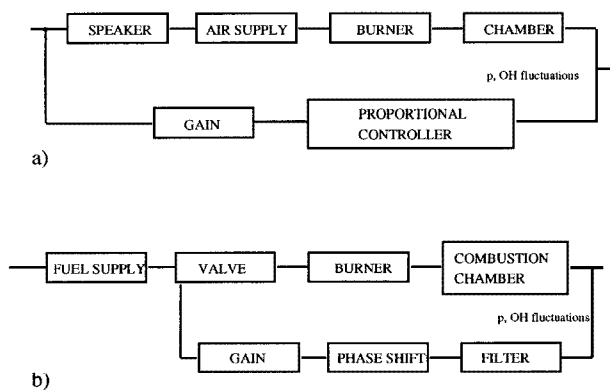 SPEAKER
AIR SUPPLY
BURNER
CHAMBER
p, OH fluctuations
GAIN
PROPORTIONAL
CONTROLLER
a)
FUEL SUPPLY
VALVE
BURNER
COMBUSTION
CHAMBER
p, OH fluctuations
GAIN
PHASE SHIFT
FILTER
b)